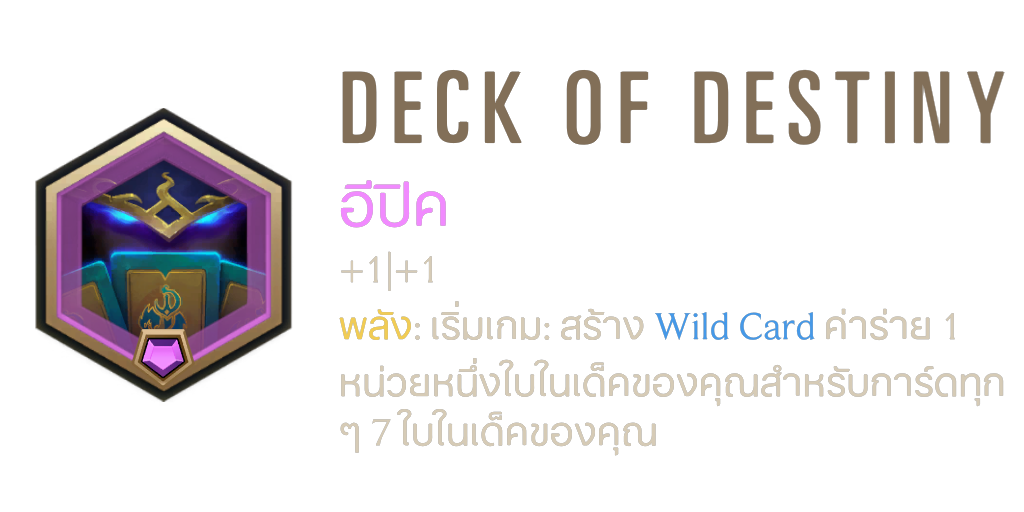 DECK OF DESTINY
อีปิค
+1|+1
พลัง: เริ่มเกม: สร้าง Wild Card ค่าร่าย 1
หน่วยหนึ่งใบในเด็คของคุณสำหรับการ์ดทุก
ๆ 7 ใบในเด็คของคุณ